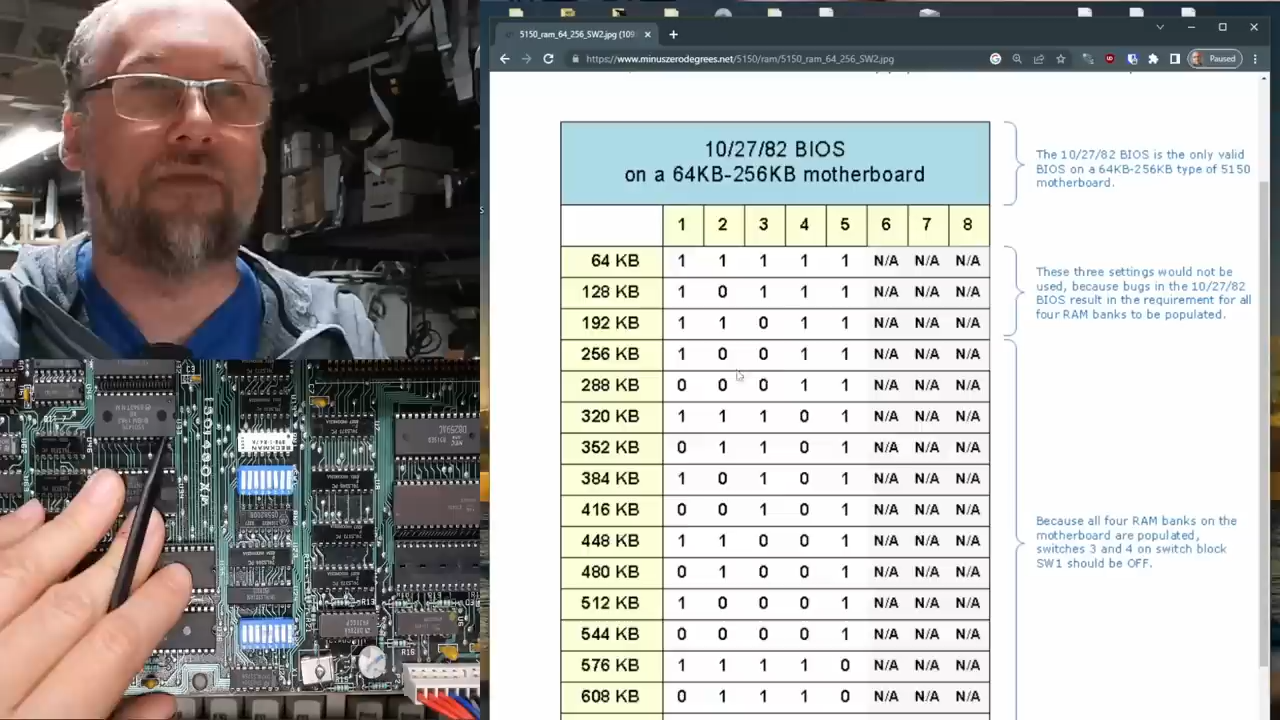 5150_ram_64_256_SW2.jpg (109
https://www.minuszerodegrees.net/5150/ram/5150_ram_64_256_SW2.jpg
Paused
10/27/82 BIOS
on a 64KB-256KB motherboard
1 2 3 4 5 6 7 8
64 KB 1 1 1 1 1 N/A N/A N/A
128 KB 1 0 1 1 1 N/A N/A N/A
192 KB 1 1 0 1 1 N/A N/A N/A
256 KB 1 0 0 1 1 N/A N/A N/A
288 KB 0 0 0 1 1 N/A N/A N/A
320 KB 1 1 1 0 1 N/A N/A N/A
352 KB 0 1 1 0 1 N/A N/A N/A
384 KB 1 0 1 0 1 N/A N/A N/A
416 KB 0 0 1 0 1 N/A N/A N/A
448 KB 1 1 0 0 1 N/A N/A N/A
480 KB 0 1 0 0 1 N/A N/A N/A
512 KB 1 0 0 0 1 N/A N/A N/A
544 KB 0 0 0 0 1 N/A N/A N/A
576 KB 1 1 1 1 0 N/A N/A N/A
608 KB 0 1 1 1 0 N/A N/A N/A
The 10/27/82 BIOS is the only valid
BIOS on a 64KB-256KB type of 5150
motherboard.
These three settings would not be
used, because bugs in the 10/27/82
BIOS result in the requirement for all
four RAM banks to be populated.
Because all four RAM banks on the
motherboard are populated,
switches 3 and 4 on switch block
SW1 should be OFF.